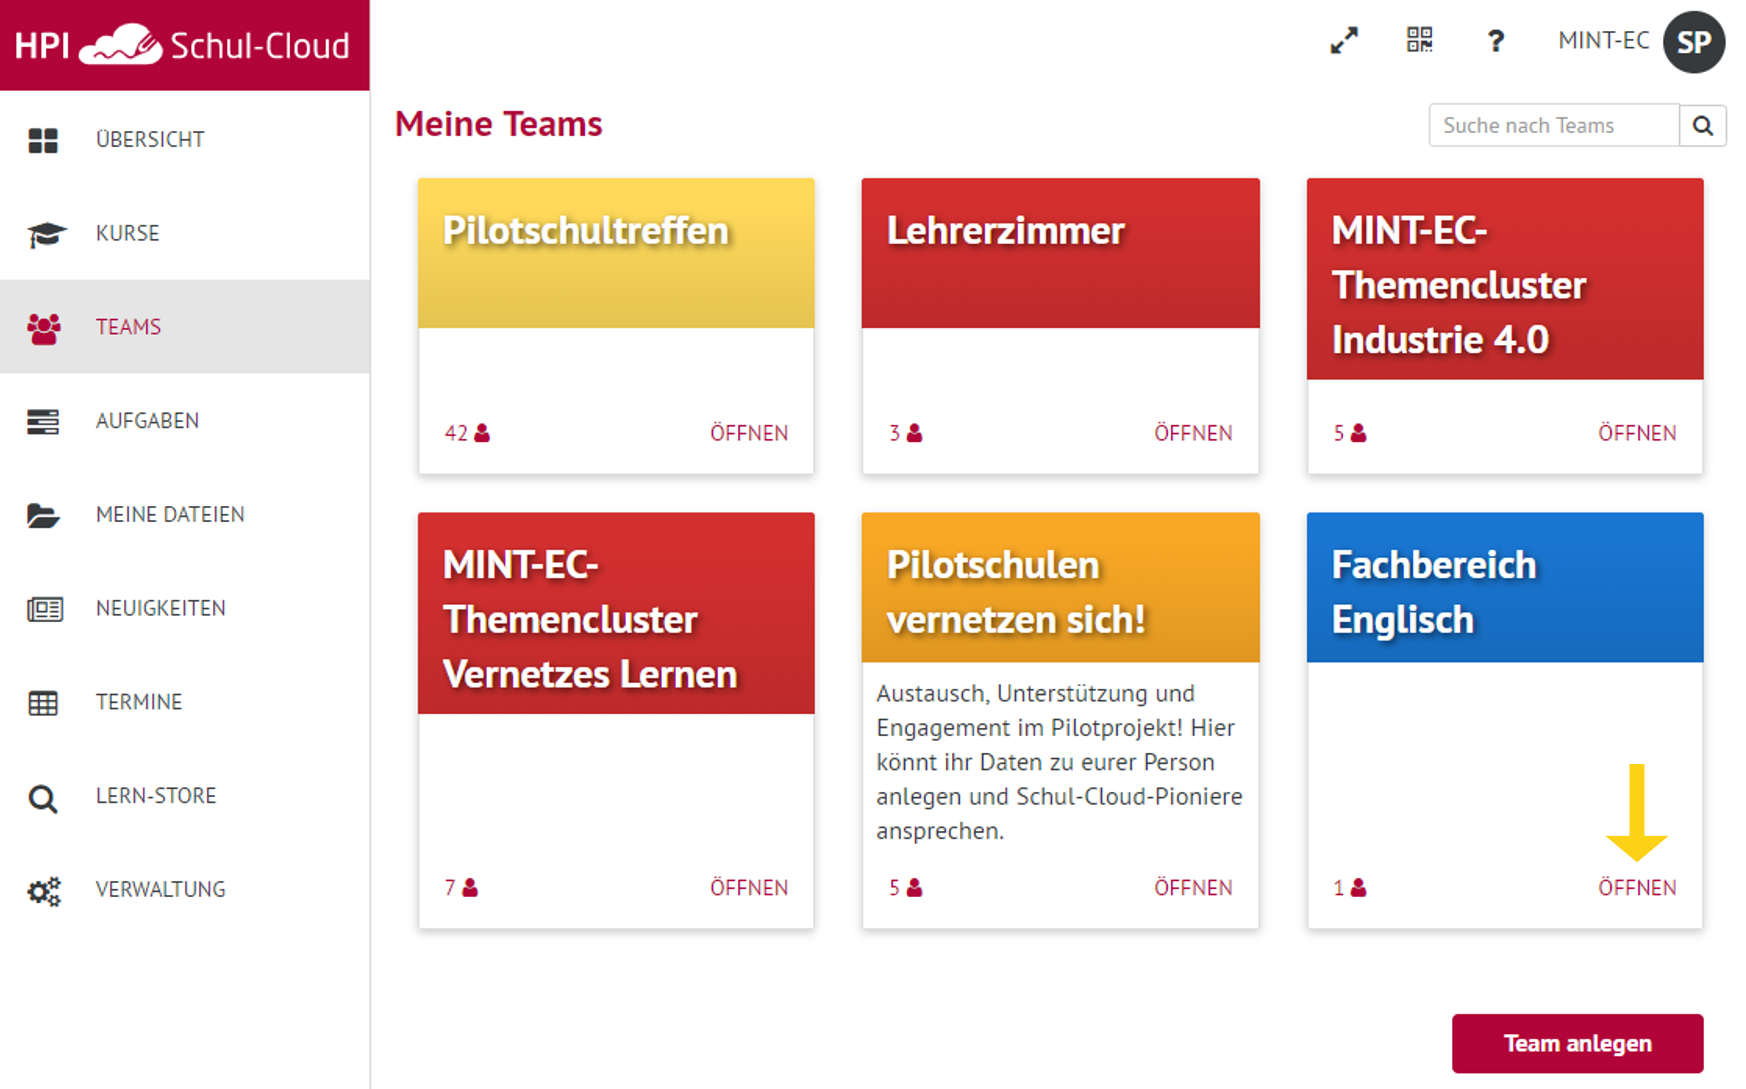 HPI Schul-Cloud
MINT-EC
SP
ÜBERSICHT
KURSE
TEAMS
AUFGABEN
MEINE DATEIEN
NEUIGKEITEN
TERMINE
LERN-STORE
VERWALTUNG
Meine Teams
Suche nach Teams
Pilotschultreffen
42
ÖFFNEN
Lehrerzimmer
3
ÖFFNEN
MINT-EC-
Themencluster
Industrie 4.0
5
ÖFFNEN
MINT-EC-
Themencluster
Vernetzes Lernen
7
ÖFFNEN
Pilotschulen
vernetzen sich!
Austausch, Unterstützung und
Engagement im Pilotprojekt! Hier
könnt ihr Daten zu eurer Person
anlegen und Schul-Cloud-Pioniere
ansprechen.
5
ÖFFNEN
Fachbereich
Englisch
1
ÖFFNEN
Team anlegen